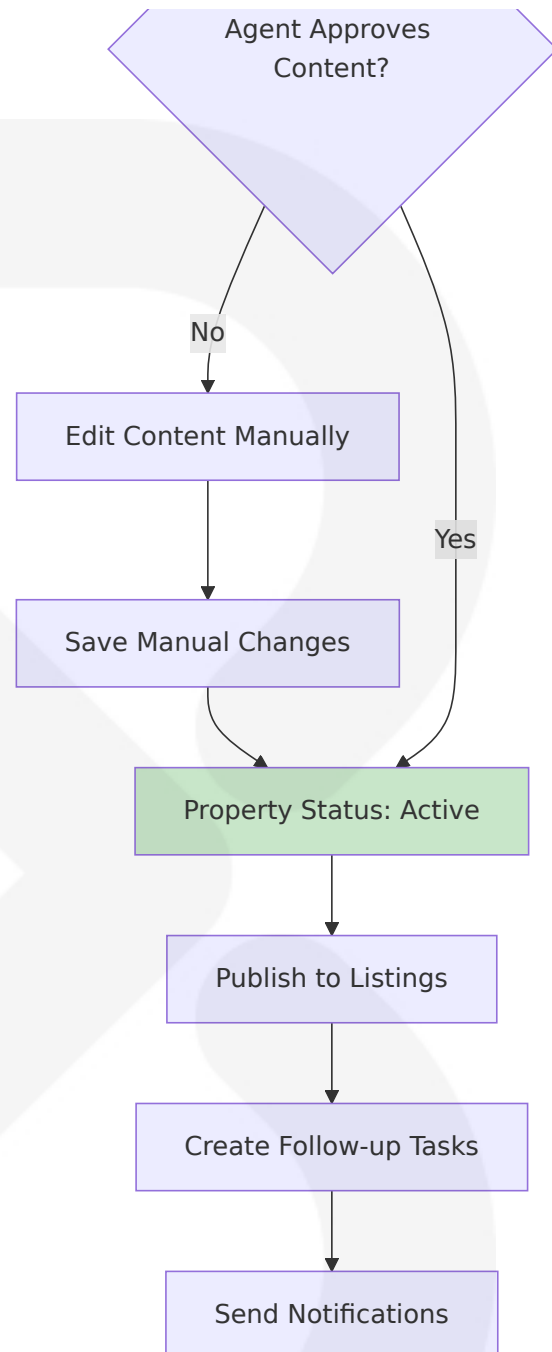 Agent Approves
Content?
No
Edit Content Manually
Yes
Save Manual Changes
Property Status: Active
Publish to Listings
Create Follow-up Tasks
Send Notifications